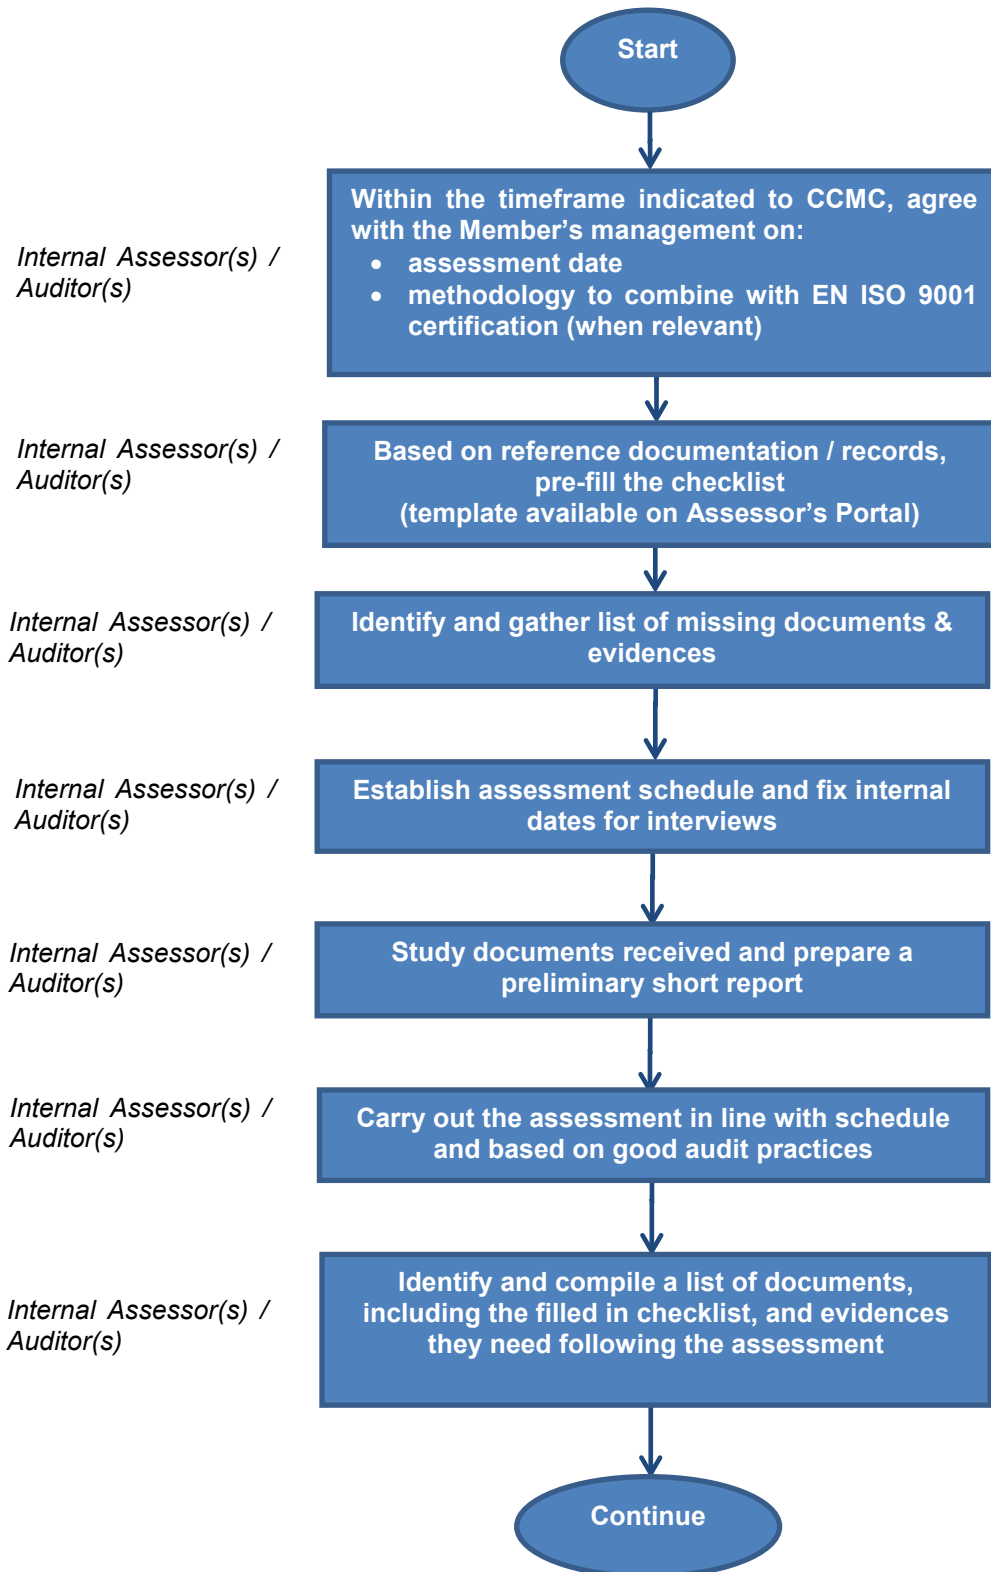 Start
Within the timeframe indicated to CCMC, agree
with the Member’s management on:
• assessment date
• methodology to combine with EN ISO 9001
certification (when relevant)
Internal Assessor(s) /
Auditor(s)
Based on reference documentation / records,
pre-fill the checklist
(template available on Assessor’s Portal)
Internal Assessor(s) /
Auditor(s)
Identify and gather list of missing documents &
evidences
Internal Assessor(s) /
Auditor(s)
Establish assessment schedule and fix internal
dates for interviews
Internal Assessor(s) /
Auditor(s)
Study documents received and prepare a
preliminary short report
Internal Assessor(s) /
Auditor(s)
Carry out the assessment in line with schedule
and based on good audit practices
Internal Assessor(s) /
Auditor(s)
Identify and compile a list of documents,
including the filled in checklist, and evidences
they need following the assessment
Internal Assessor(s) /
Auditor(s)
Continue